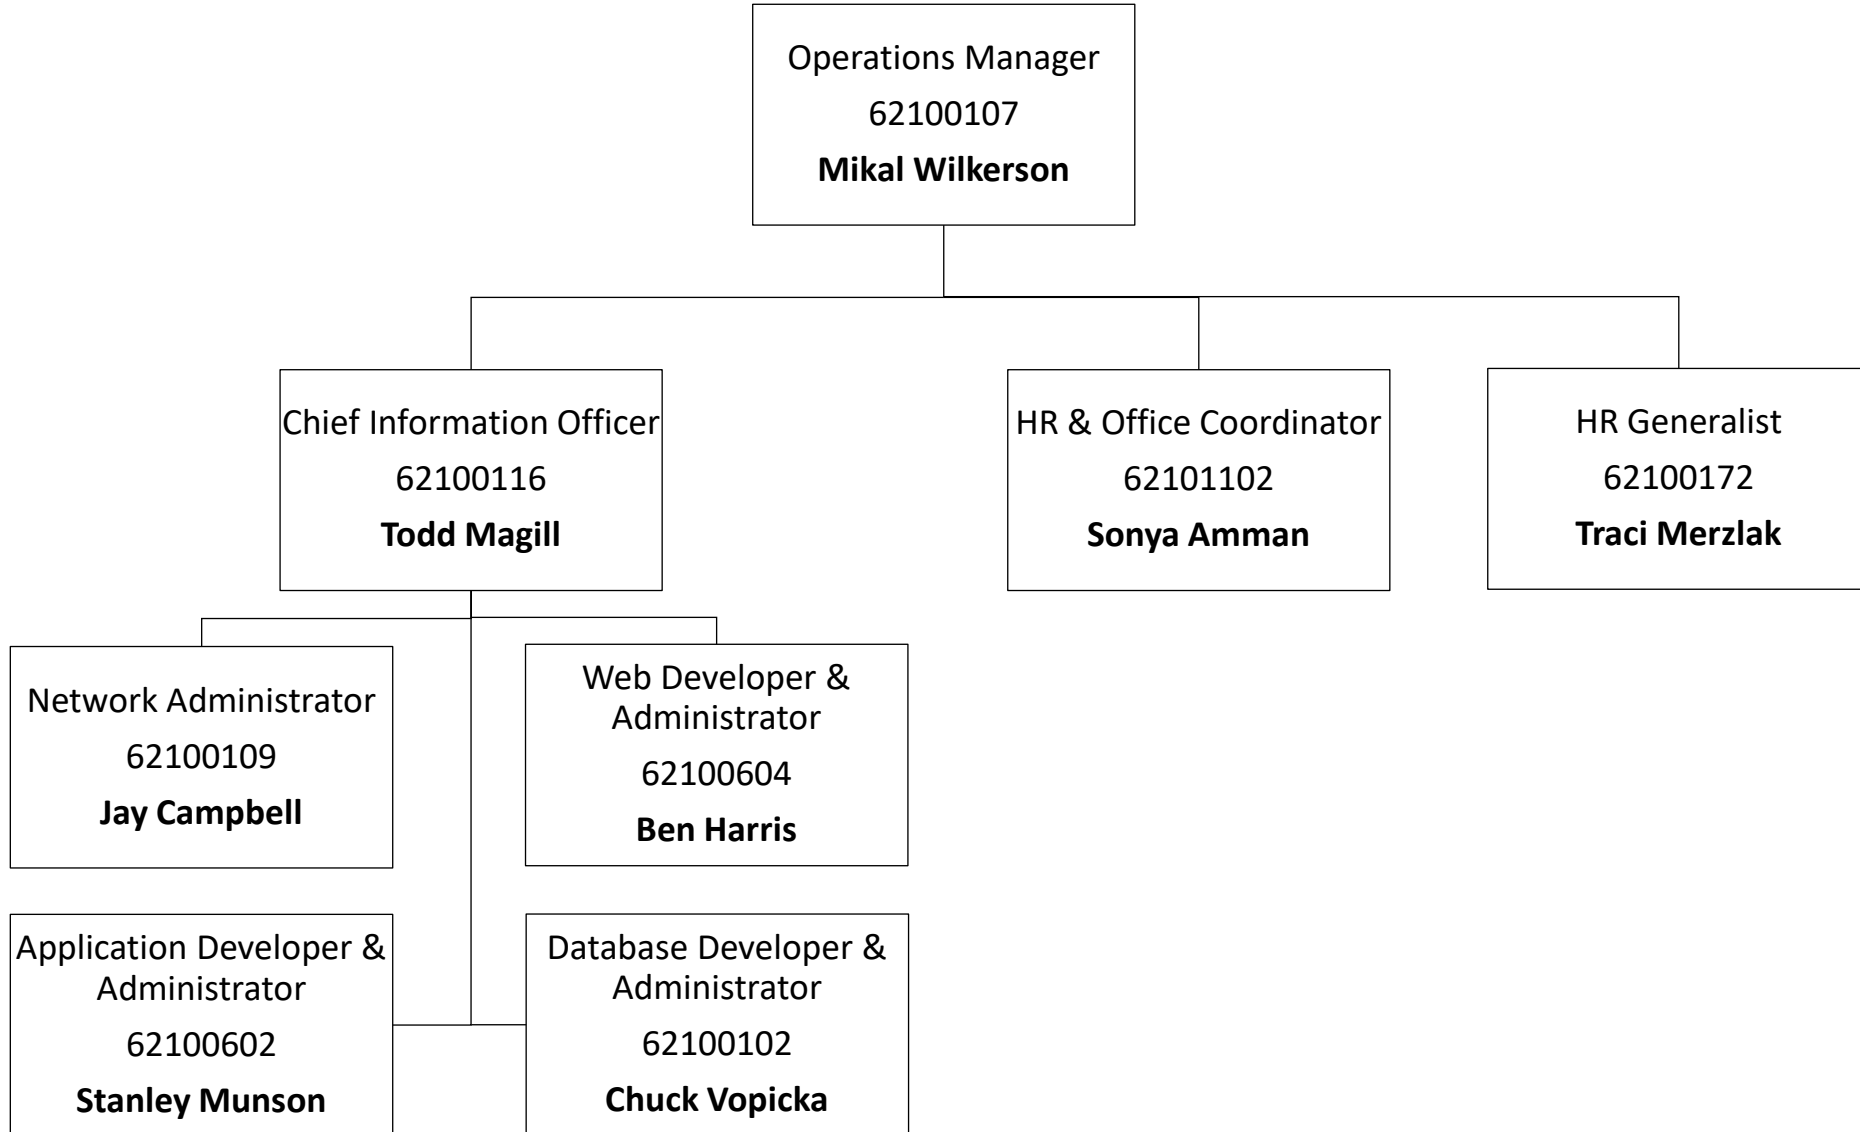 Operations Manager
62100107
Mikal Wilkerson
Chief Information Officer
62100116
Todd Magill
HR & Office Coordinator
62101102
Sonya Amman
HR Generalist
62100172
Traci Merzlak
Network Administrator
62100109
Jay Campbell
Web Developer &
Administrator
62100604
Ben Harris
Application Developer &
Administrator
62100602
Stanley Munson
Database Developer &
Administrator
62100102
Chuck Vopicka